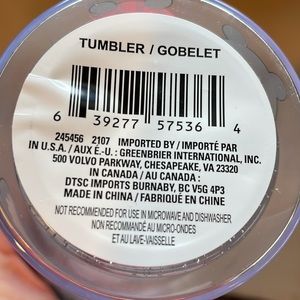 TUMBLER / GOBELET
6 39277 57536 4
245456 2107 IMPORTED BY / IMPORTÉ PAR
IN U.S.A. / AUX É.-U. : GREENBRIER INTERNATIONAL, INC.
500 VOLVO PARKWAY, CHESAPEAKE, VA 23320
IN CANADA / AU CANADA :
DTSC IMPORTS BURNABY, BC V5G 4P3
MADE IN CHINA / FABRIQUÉ EN CHINE
NOT RECOMMENDED FOR USE IN MICROWAVE AND DISHWASHER
NON RECOMMANDÉ AU MICRO-ONDES
ET AU LAVE-VAISSELLE